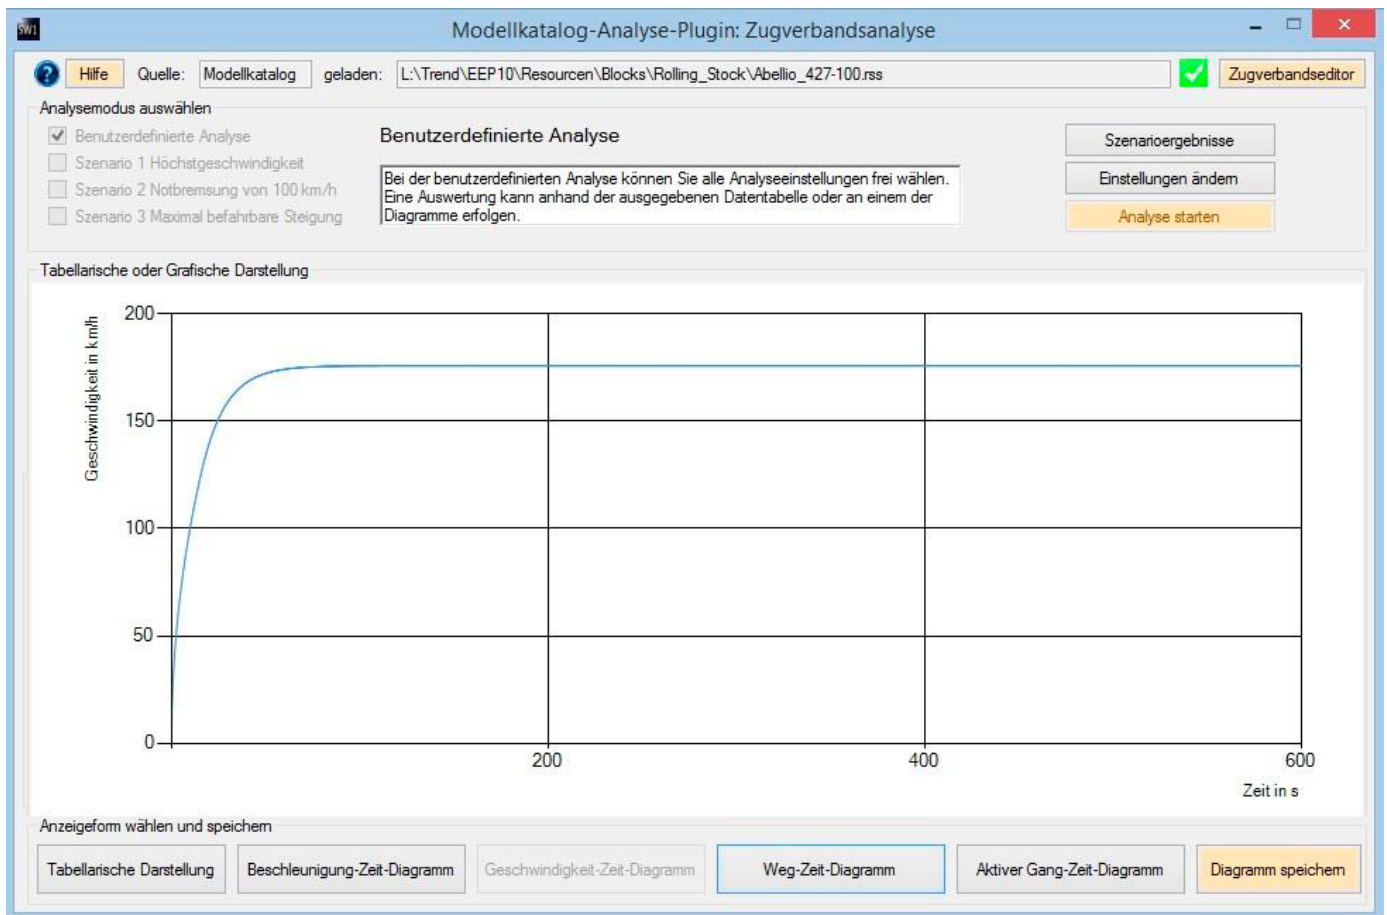 SW1
Modellkatalog-Analyse-Plugin: Zugverbandsanalyse
? Hilfe Quelle: Modellkatalog geladen: L:\Trend\EEP10\Resourcen\Blocks\Rolling_Stock\Abellio_427-100.rss Zugverbandseditor
Analysemodus auswählen
Benutzerdefinierte Analyse
Szenario 1 Höchstgeschwindigkeit
Szenario 2 Notbremsung von 100 km/h
Szenario 3 Maximal befahrbare Steigung
Benutzerdefinierte Analyse
Bei der benutzerdefinierten Analyse können Sie alle Analyseeinstellungen frei wählen.
Eine Auswertung kann anhand der ausgegebenen Datentabelle oder an einem der
Diagramme erfolgen.
Szenarioergebnisse
Einstellungen ändern
Analyse starten
Tabellarische oder Grafische Darstellung
Geschwindigkeit in km/h
200
150
100
50
0
200 400 600
Zeit in s
Anzeigeform wählen und speichern
Tabellarische Darstellung Beschleunigung-Zeit-Diagramm Geschwindigkeit-Zeit-Diagramm Weg-Zeit-Diagramm Aktiver Gang-Zeit-Diagramm Diagramm speichern